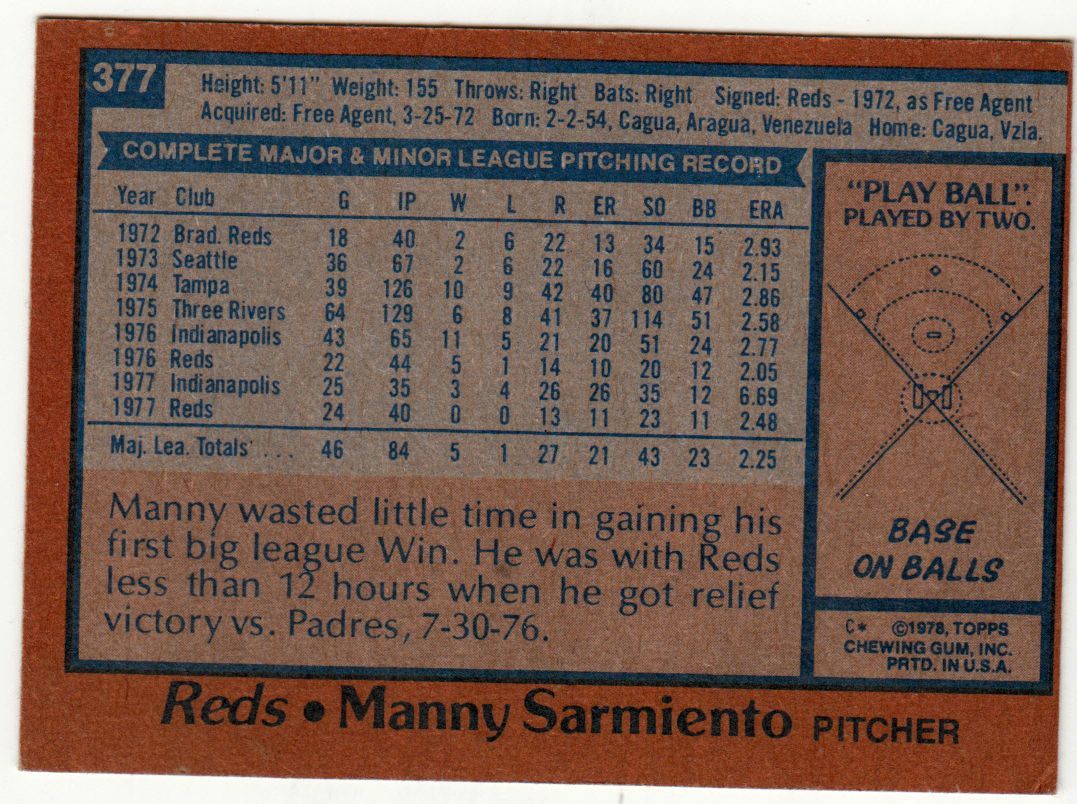 377
Height: 5'11" Weight: 155 Throws: Right Bats: Right Signed: Reds - 1972, as Free Agent
Acquired: Free Agent, 3-25-72 Born: 2-2-54, Cagua, Aragua, Venezuela Home: Cagua, Vzla.
COMPLETE MAJOR & MINOR LEAGUE PITCHING RECORD
Year Club G IP W L R ER SO BB ERA
1972 Brad. Reds 18 40 2 6 22 13 34 15 2.93
1973 Seattle 36 67 2 6 22 16 60 24 2.15
1974 Tampa 39 126 10 9 42 40 80 47 2.86
1975 Three Rivers 64 129 6 8 41 37 114 51 2.58
1976 Indianapolis 43 65 11 5 21 20 51 24 2.77
1976 Reds 22 44 5 1 14 10 20 12 2.05
1977 Indianapolis 25 35 3 4 26 26 35 12 6.69
1977 Reds 24 40 0 0 13 11 23 11 2.48
Maj. Lea. Totals ... 46 84 5 1 27 21 43 23 2.25
Manny wasted little time in gaining his
first big league Win. He was with Reds
less than 12 hours when he got relief
victory vs. Padres, 7-30-76.
"PLAY BALL".
PLAYED BY TWO.
BASE
ON BALLS
C* ©1978, TOPPS
CHEWING GUM, INC.
PRTD. IN U.S.A.
Reds • Manny Sarmiento PITCHER